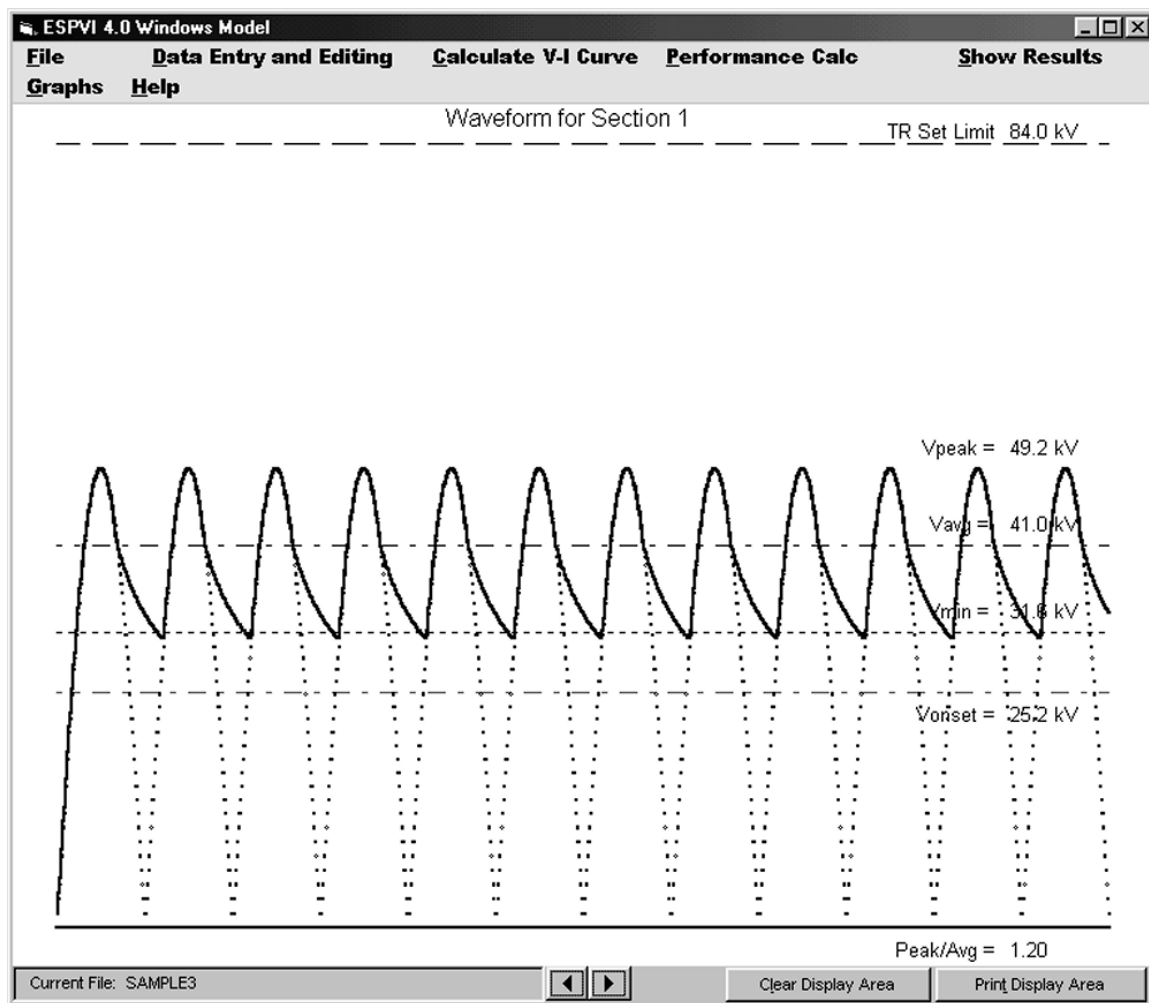 ESPVI 4.0 Windows Model
File Data Entry and Editing Calculate V-I Curve Performance Calc Show Results
Graphs Help
Waveform for Section 1
TR Set Limit 84.0 kV
Vpeak = 49.2 kV
Vavg = 41.0 kV
Vmin = 31.6 kV
Vonset = 25.2 kV
Peak/Avg = 1.20
Current File: SAMPLE3 Clear Display Area Print Display Area